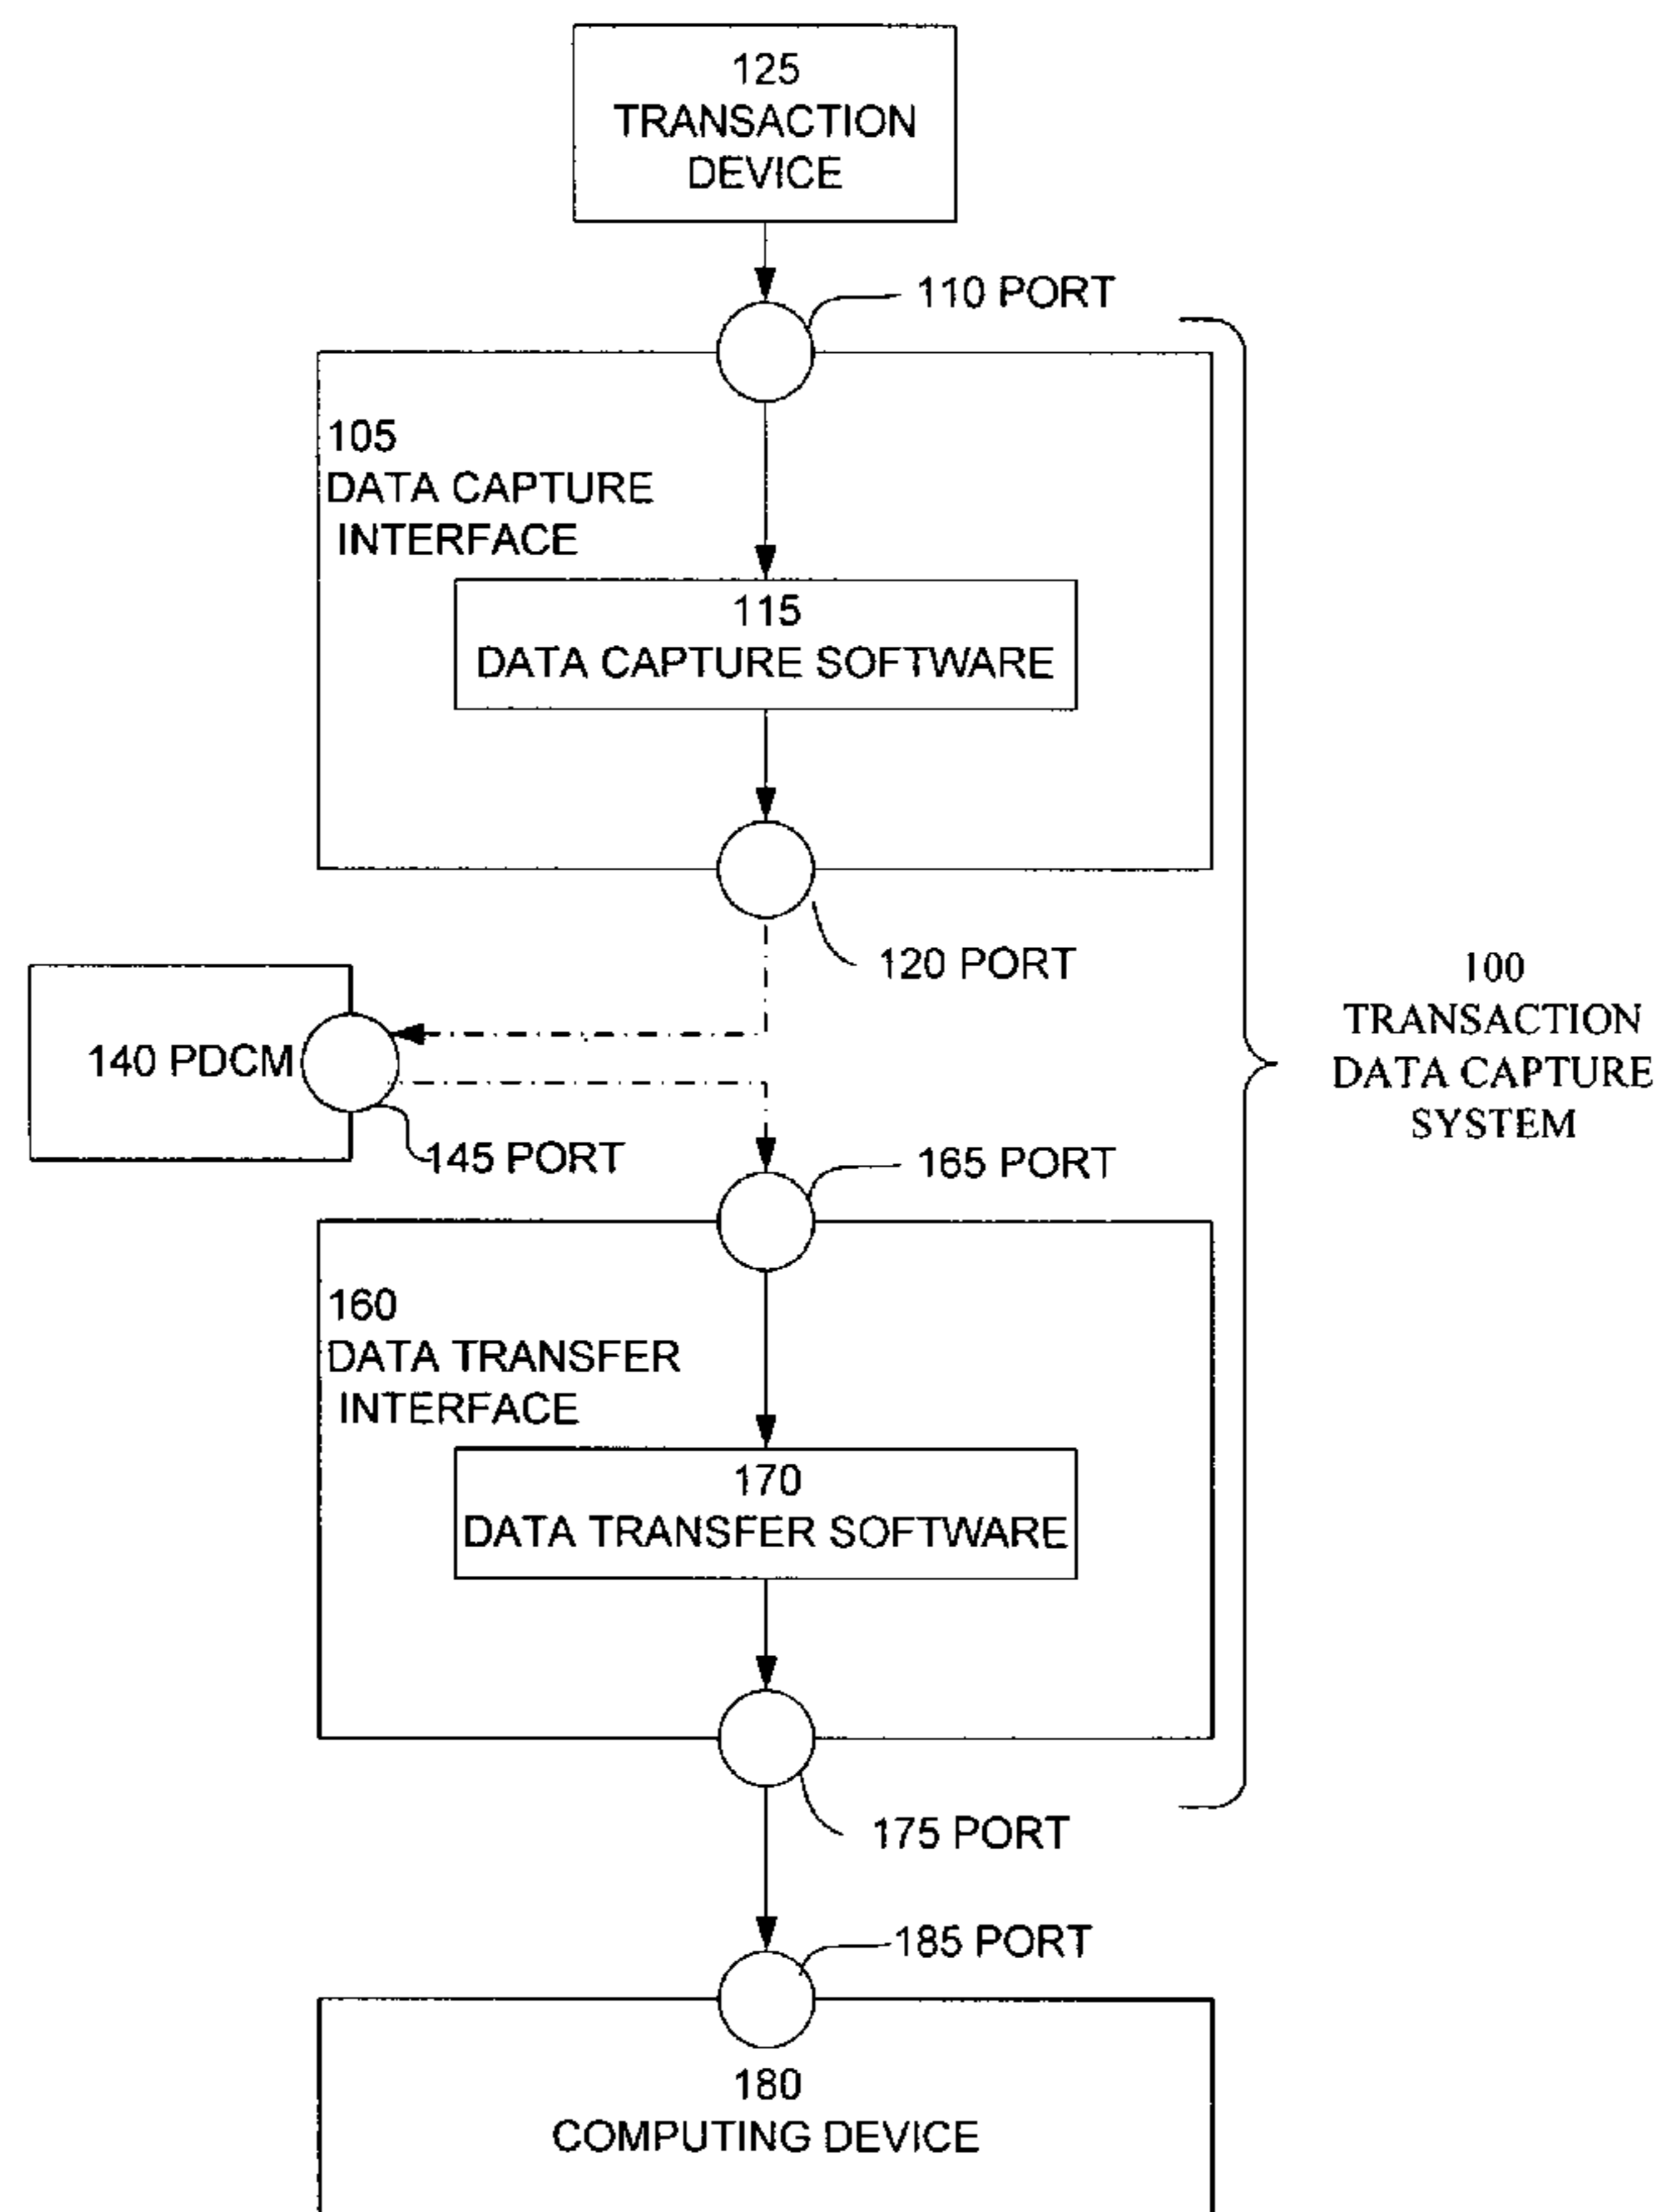 125
TRANSACTION
DEVICE
110 PORT
105
DATA CAPTURE
INTERFACE
115
DATA CAPTURE SOFTWARE
120 PORT
140 PDCM
145 PORT
100
TRANSACTION
DATA CAPTURE
SYSTEM
165 PORT
160
DATA TRANSFER
INTERFACE
170
DATA TRANSFER SOFTWARE
175 PORT
185 PORT
180
COMPUTING DEVICE